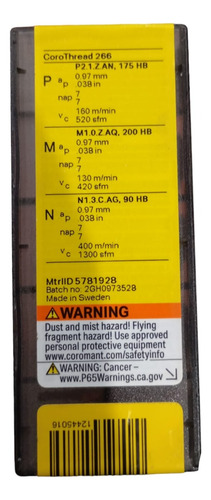 CoroThread 266
P2.1.Z.AN, 175 HB
P ap 0.97 mm
.038 in
nap 7
7
vc 160 m/min
520 sfm
M1.0.Z.AQ, 200 HB
M ap 0.97 mm
.038 in
nap 7
7
vc 130 m/min
420 sfm
N1.3.C.AG, 90 HB
N ap 0.97 mm
.038 in
nap 7
7
vc 400 m/min
1300 sfm
MtrlID 5781928
Batch no: 2GH0973528
Made in Sweden
WARNING
Dust and mist hazard! Flying
fragment hazard! Use approved
personal protective equipment
www.coromant.com/safetyinfo
WARNING: Cancer –
www.P65Warnings.ca.gov
12445016